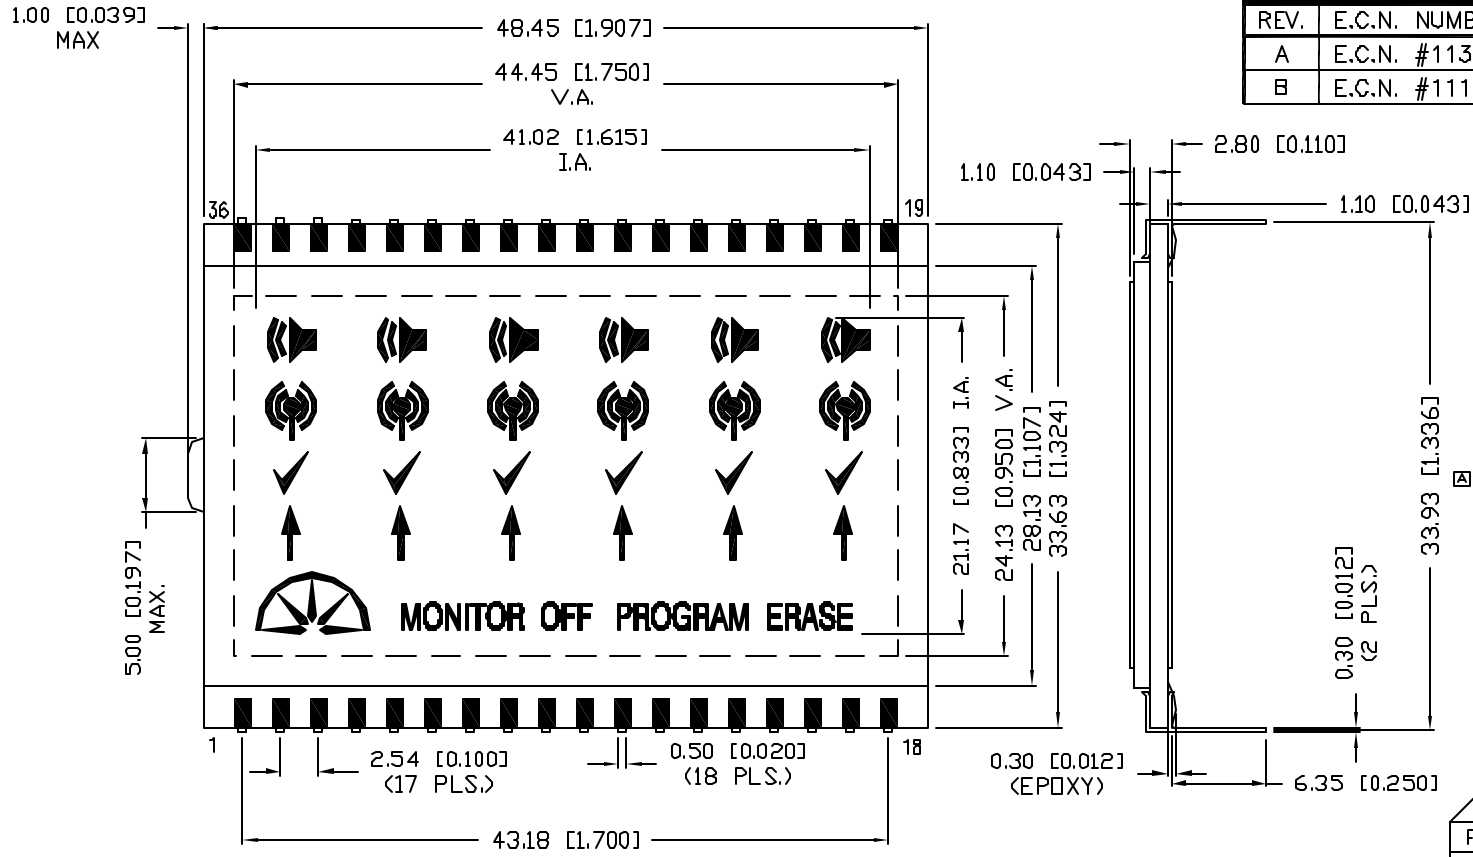 1.00 [0.039]
MAX
48.45 [1.907]
44.45 [1.750]
V.A.
41.02 [1.615]
I.A.
REV. E.C.N.
A E.C.N. #113
B E.C.N. #111
2.80 [0.110]
1.10 [0.043]
1.10 [0.043]
36
19
21.17 [0.833] I.A.
24.13 [0.950] V.A.
28.13 [1.107]
33.63 [1.324]
33.93 [1.336]
A
5.00 [0.197]
MAX.
MONITOR OFF PROGRAM ERASE
0.30 [0.012]
(2 PLS.)
1
18
2.54 [0.100]
(17 PLS.)
0.50 [0.020]
(18 PLS.)
0.30 [0.012]
(EPOXY)
6.35 [0.250]
43.18 [1.700]